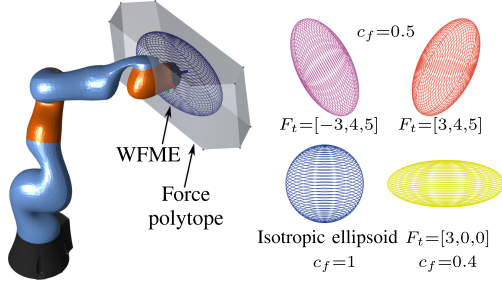 c_f=0.5
F_t=[−3,4,5] F_t=[3,4,5]
WFME
Force
polytope
Isotropic ellipsoid F_t=[3,0,0]
c_f=1 c_f=0.4